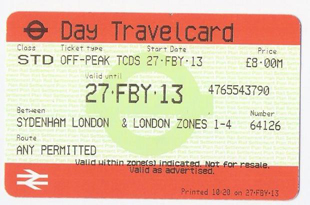 Day Travelcard
Class Ticket type Start Date Price
STD OFF-PEAK TCDS 27·FBY·13 £8·00M
Valid until
27·FBY·13 4765543790
Between Number
SYDENHAM LONDON & LONDON ZONES 1-4 64126
Route
ANY PERMITTED
Valid within zone(s) indicated. Not for resale.
Valid as advertised.
Printed 10:20 on 27·FBY·13